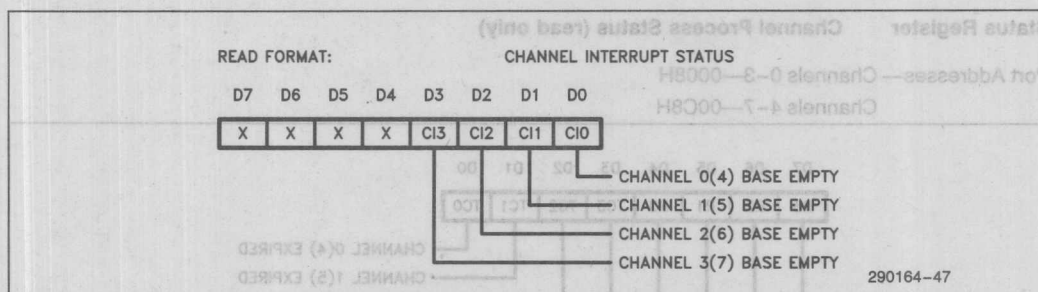 READ FORMAT: CHANNEL INTERRUPT STATUS
D7 D6 D5 D4 D3 D2 D1 D0
X X X X CI3 CI2 CI1 CI0
CHANNEL 0(4) BASE EMPTY
CHANNEL 1(5) BASE EMPTY
CHANNEL 2(6) BASE EMPTY
CHANNEL 3(7) BASE EMPTY
290164-47